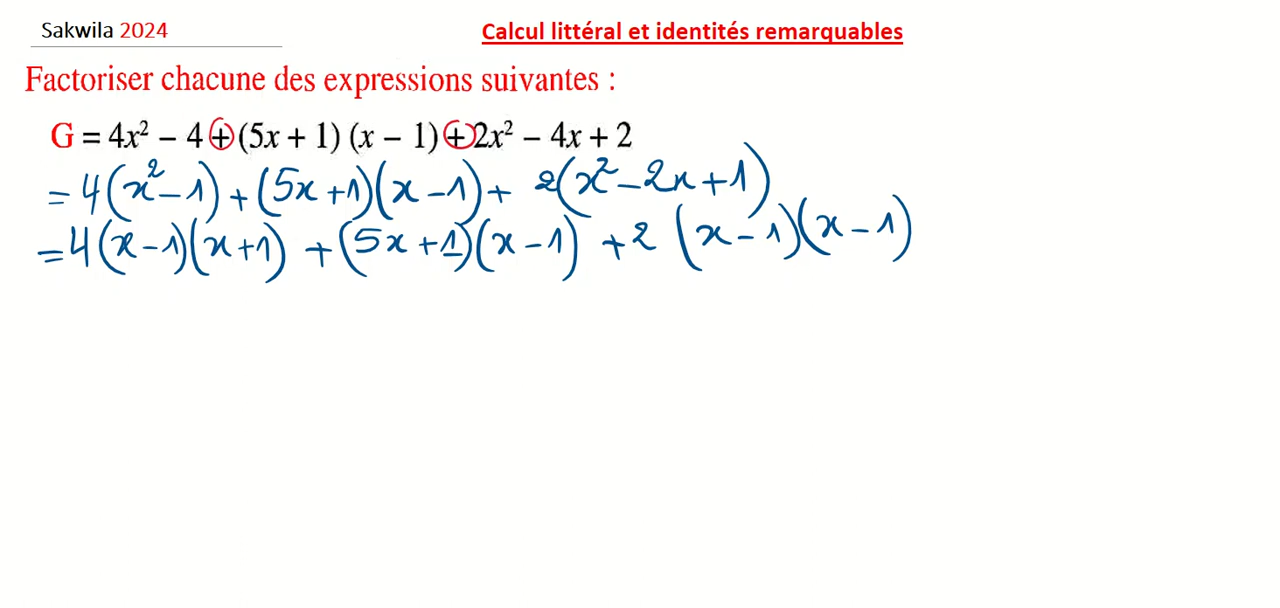 Sakwila 2024
Calcul littéral et identités remarquables
Factoriser chacune des expressions suivantes :
G = 4x² − 4 + (5x + 1) (x − 1) + 2x² − 4x + 2
= 4(x² − 1) + (5x + 1)(x − 1) + 2(x² − 2x + 1)
= 4(x − 1)(x + 1) + (5x + 1)(x − 1) + 2 (x − 1)(x − 1)